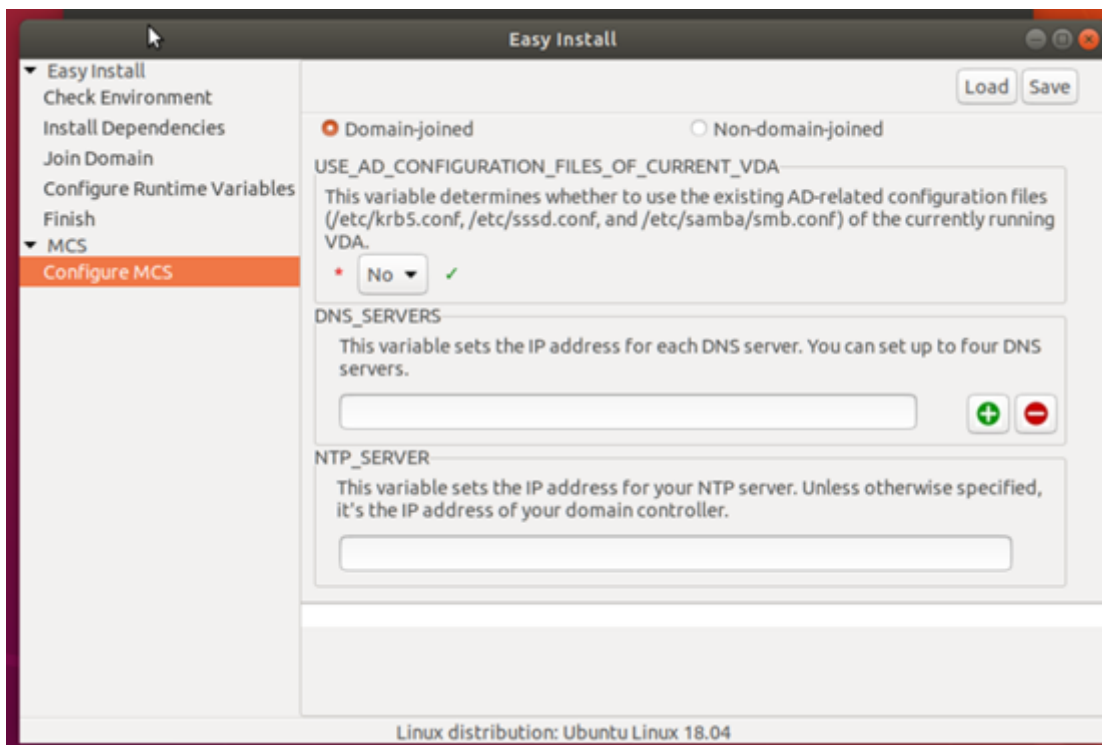 Easy Install
Easy Install
Check Environment
Install Dependencies
Join Domain
Configure Runtime Variables
Finish
MCS
Configure MCS
Load Save
Domain-joined Non-domain-joined
USE_AD_CONFIGURATION_FILES_OF_CURRENT_VDA
This variable determines whether to use the existing AD-related configuration files
(/etc/krb5.conf, /etc/sssd.conf, and /etc/samba/smb.conf) of the currently running
VDA.
* No
DNS_SERVERS
This variable sets the IP address for each DNS server. You can set up to four DNS
servers.
NTP_SERVER
This variable sets the IP address for your NTP server. Unless otherwise specified,
it's the IP address of your domain controller.
Linux distribution: Ubuntu Linux 18.04